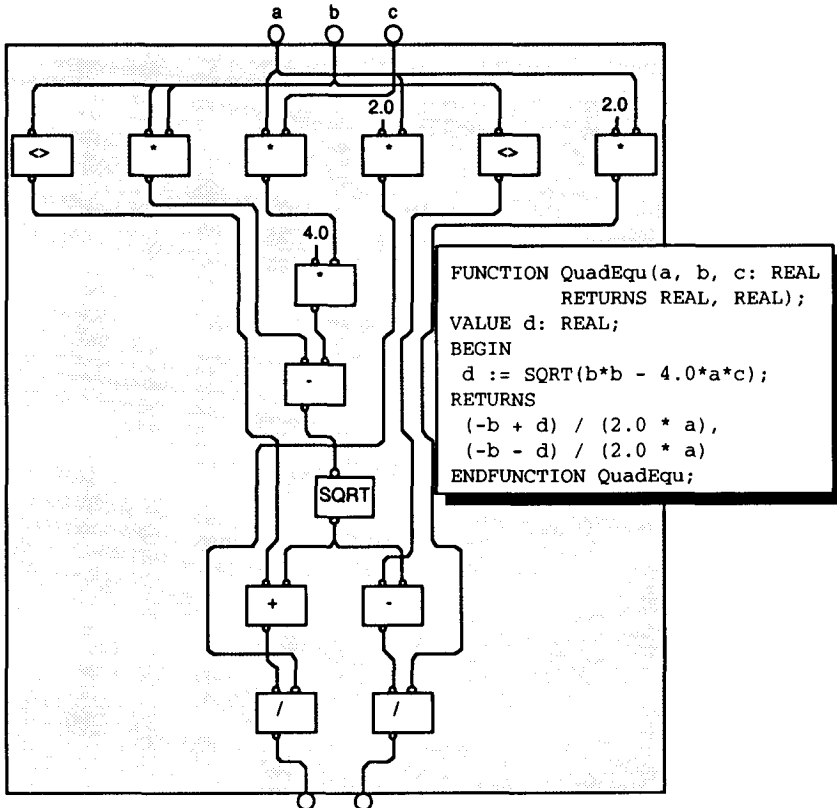 a b c
2.0 2.0
<> * * * <> *
4.0
*
-
SQRT
+ -
/ /
FUNCTION QuadEqu(a, b, c: REAL
RETURNS REAL, REAL);
VALUE d: REAL;
BEGIN
d := SQRT(b*b - 4.0*a*c);
RETURNS
(-b + d) / (2.0 * a),
(-b - d) / (2.0 * a)
ENDFUNCTION QuadEqu;